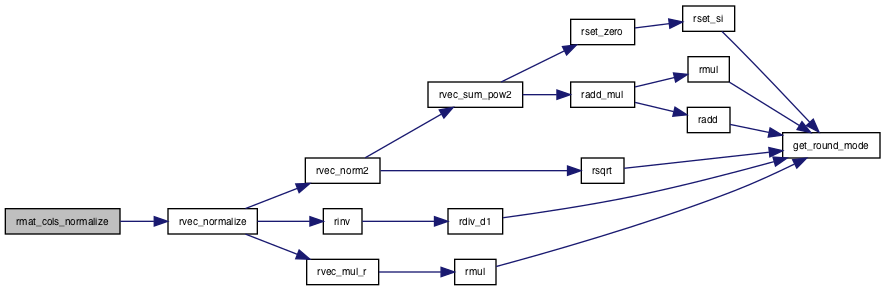 rset_si
rset_zero
rmul
rvec_sum_pow2
radd_mul
radd
get_round_mode
rvec_norm2
rsqrt
rmat_cols_normalize
rvec_normalize
rinv
rdiv_d1
rvec_mul_r
rmul